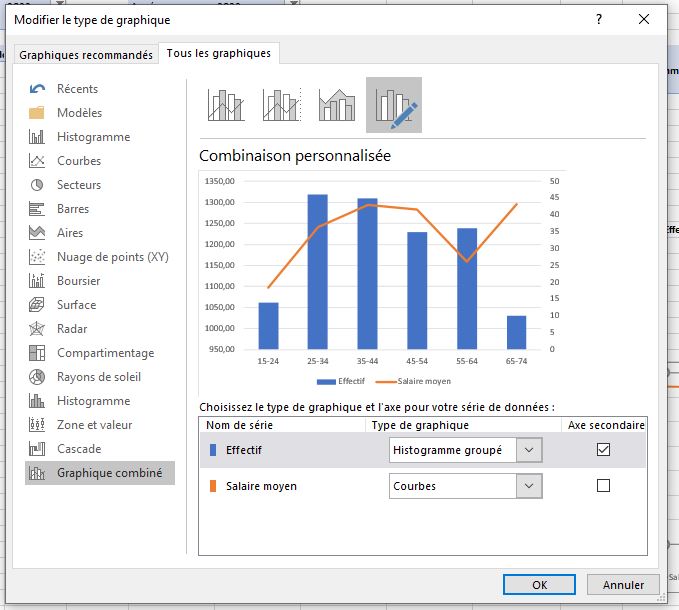 Modifier le type de graphique
?
Graphiques recommandés
Tous les graphiques
Récents
Modèles
Histogramme
Courbes
Secteurs
Barres
Aires
Nuage de points (XY)
Boursier
Surface
Radar
Compartimentage
Rayons de soleil
Histogramme
Zone et valeur
Cascade
Graphique combiné
Combinaison personnalisée
1350,00
1300,00
1250,00
1200,00
1150,00
1100,00
1050,00
1000,00
950,00
50
45
40
35
30
25
20
15
10
5
0
15-24 25-34 35-44 45-54 55-64 65-74
Effectif Salaire moyen
Choisissez le type de graphique et l'axe pour votre série de données :
Nom de série Type de graphique Axe secondaire
Effectif Histogramme groupé
Salaire moyen Courbes
OK Annuler